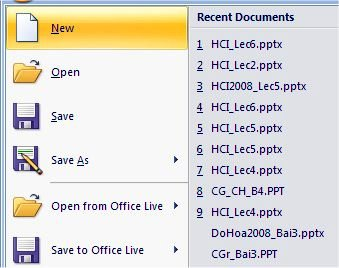 New
Open
Save
Save As
Open from Office Live
Save to Office Live
Recent Documents
1 HCI_Lec6.pptx
2 HCI_Lec2.pptx
3 HCI2008_Lec5.pptx
4 HCI_Lec6.pptx
5 HCI_Lec5.pptx
6 HCI_Lec5.pptx
7 HCI_Lec4.pptx
8 CG_CH_B4.PPT
9 HCI_Lec4.pptx
DoHoa2008_Bai3.pptx
CGr_Bai3.PPT